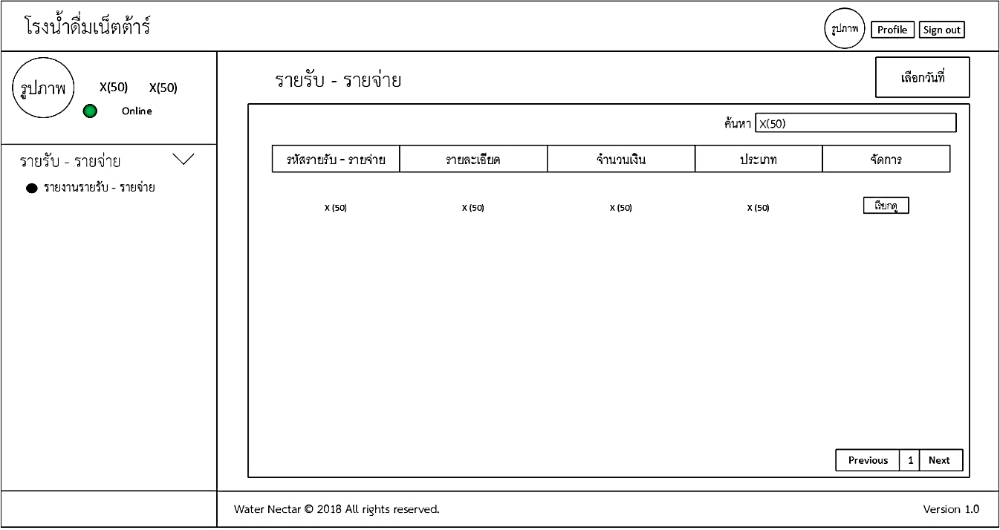 โรงน้ำดื่มเน็ตต้าร์
รูปภาพ Profile Sign out
รูปภาพ X(50) X(50)
Online
รายรับ - รายจ่าย
รายงานรายรับ - รายจ่าย
รายรับ - รายจ่าย
เลือกวันที่
ค้นหา X(50)
รหัสรายรับ - รายจ่าย รายละเอียด จำนวนเงิน ประเภท จัดการ
X (50) X (50) X (50) X (50) เรียกดู
Previous 1 Next
Water Nectar © 2018 All rights reserved. Version 1.0